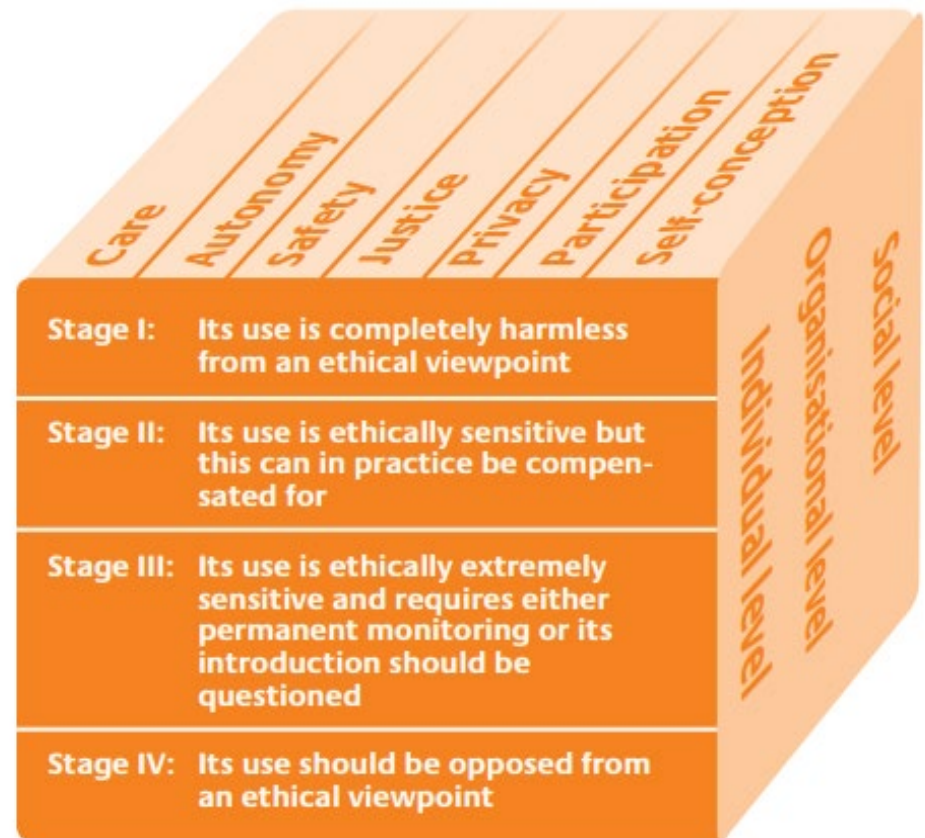 Care
Autonomy
Safety
Justice
Privacy
Participation
Self-conception
Stage I: Its use is completely harmless
from an ethical viewpoint
Stage II: Its use is ethically sensitive but
this can in practice be compen-
sated for
Stage III: Its use is ethically extremely
sensitive and requires either
permanent monitoring or its
introduction should be
questioned
Stage IV: Its use should be opposed from
an ethical viewpoint
Individual level
Organisational level
Social level